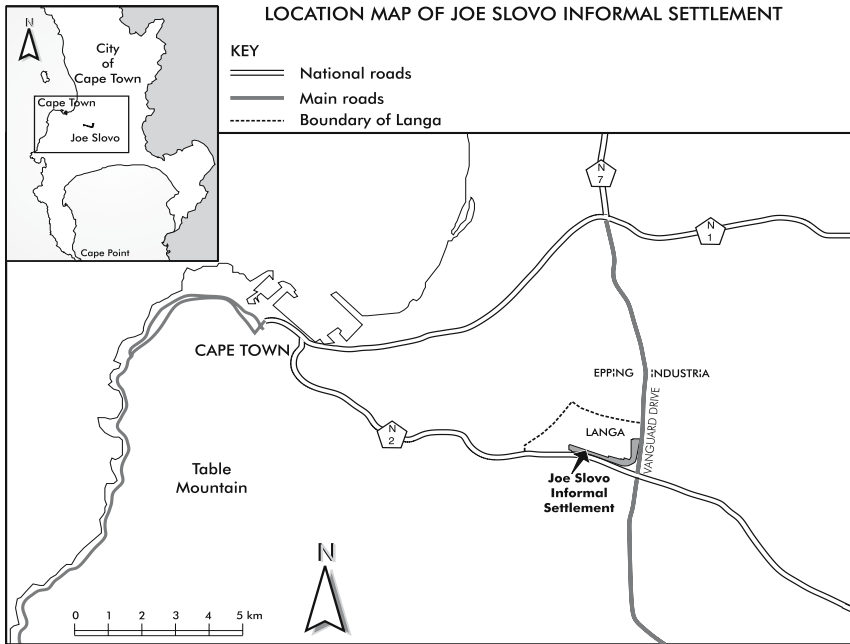 LOCATION MAP OF JOE SLOVO INFORMAL SETTLEMENT
KEY
National roads
Main roads
Boundary of Langa
N
City
of
Cape Town
Cape Town
Joe Slovo
Cape Point
N
7
N
1
CAPE TOWN
EPPING INDUSTRIA
VANGUARD DRIVE
LANGA
N
2
Joe Slovo
Informal
Settlement
Table
Mountain
N
0 1 2 3 4 5 km